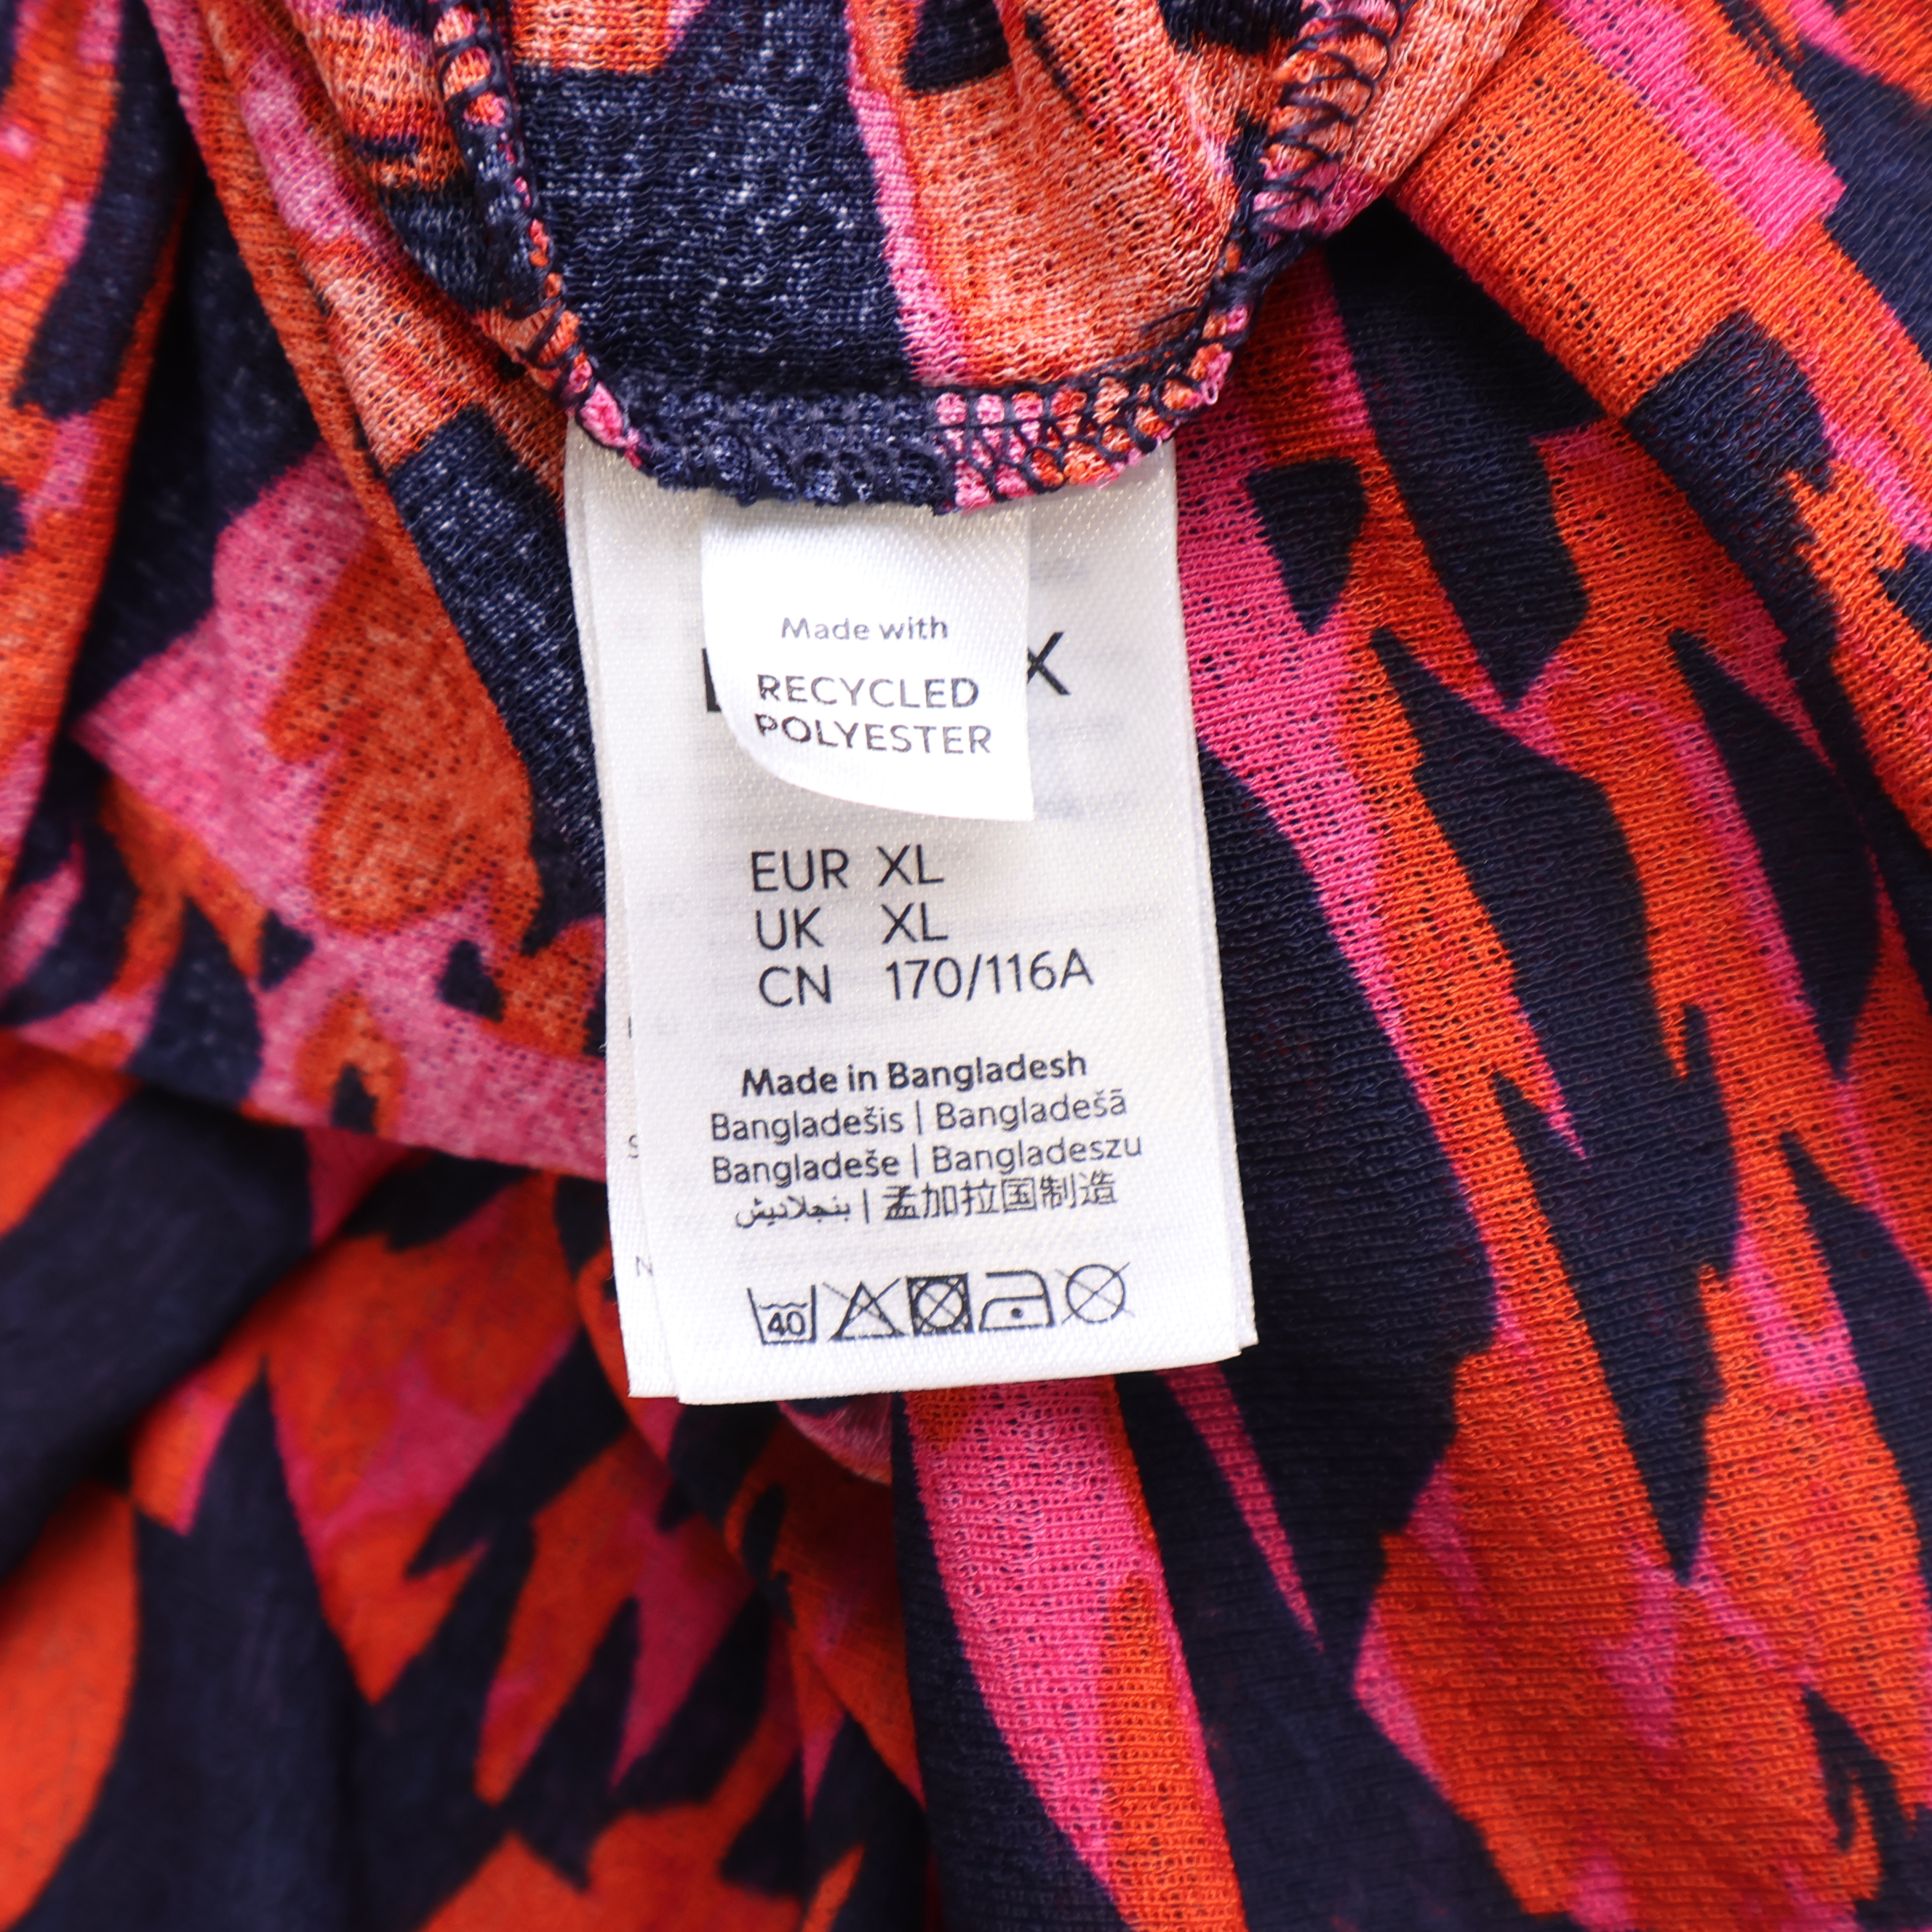 Made with
RECYCLED
POLYESTER
X
EUR XL
UK XL
CN 170/116A
Made in Bangladesh
Bangladešis | Bangladešā
Bangladeše | Bangladeszu
بنجلاديش | 孟加拉国制造
40